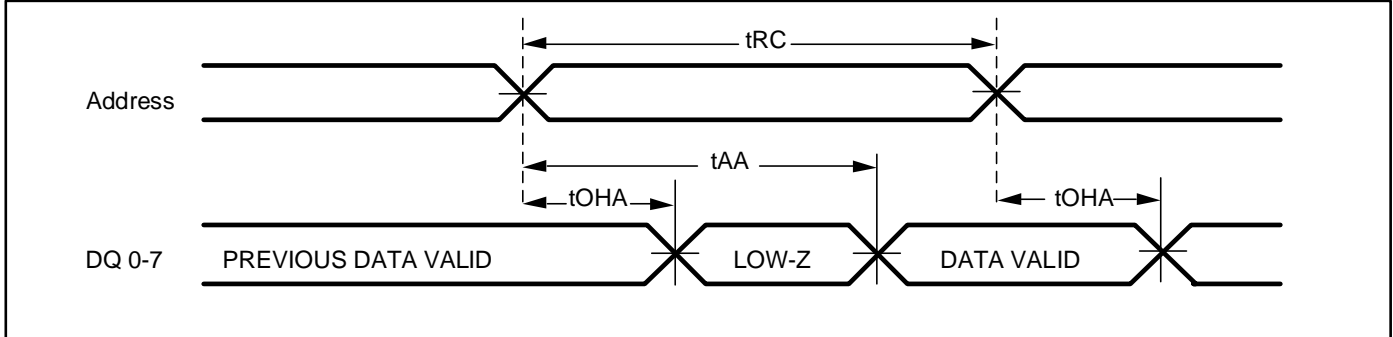 tRC
Address
tAA
tOHA
tOHA
DQ 0-7 PREVIOUS DATA VALID LOW-Z DATA VALID